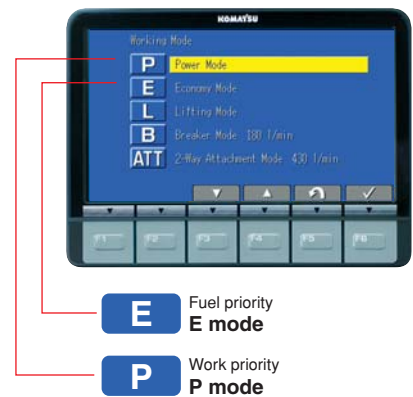 KOMATSU
Working Mode
P Power Mode
E Economy Mode
L Lifting Mode
B Breaker Mode 180 l/min
ATT 2-Way Attachment Mode 430 l/min
F1 F2 F3 F4 F5 F6
E Fuel priority
E mode
P Work priority
P mode